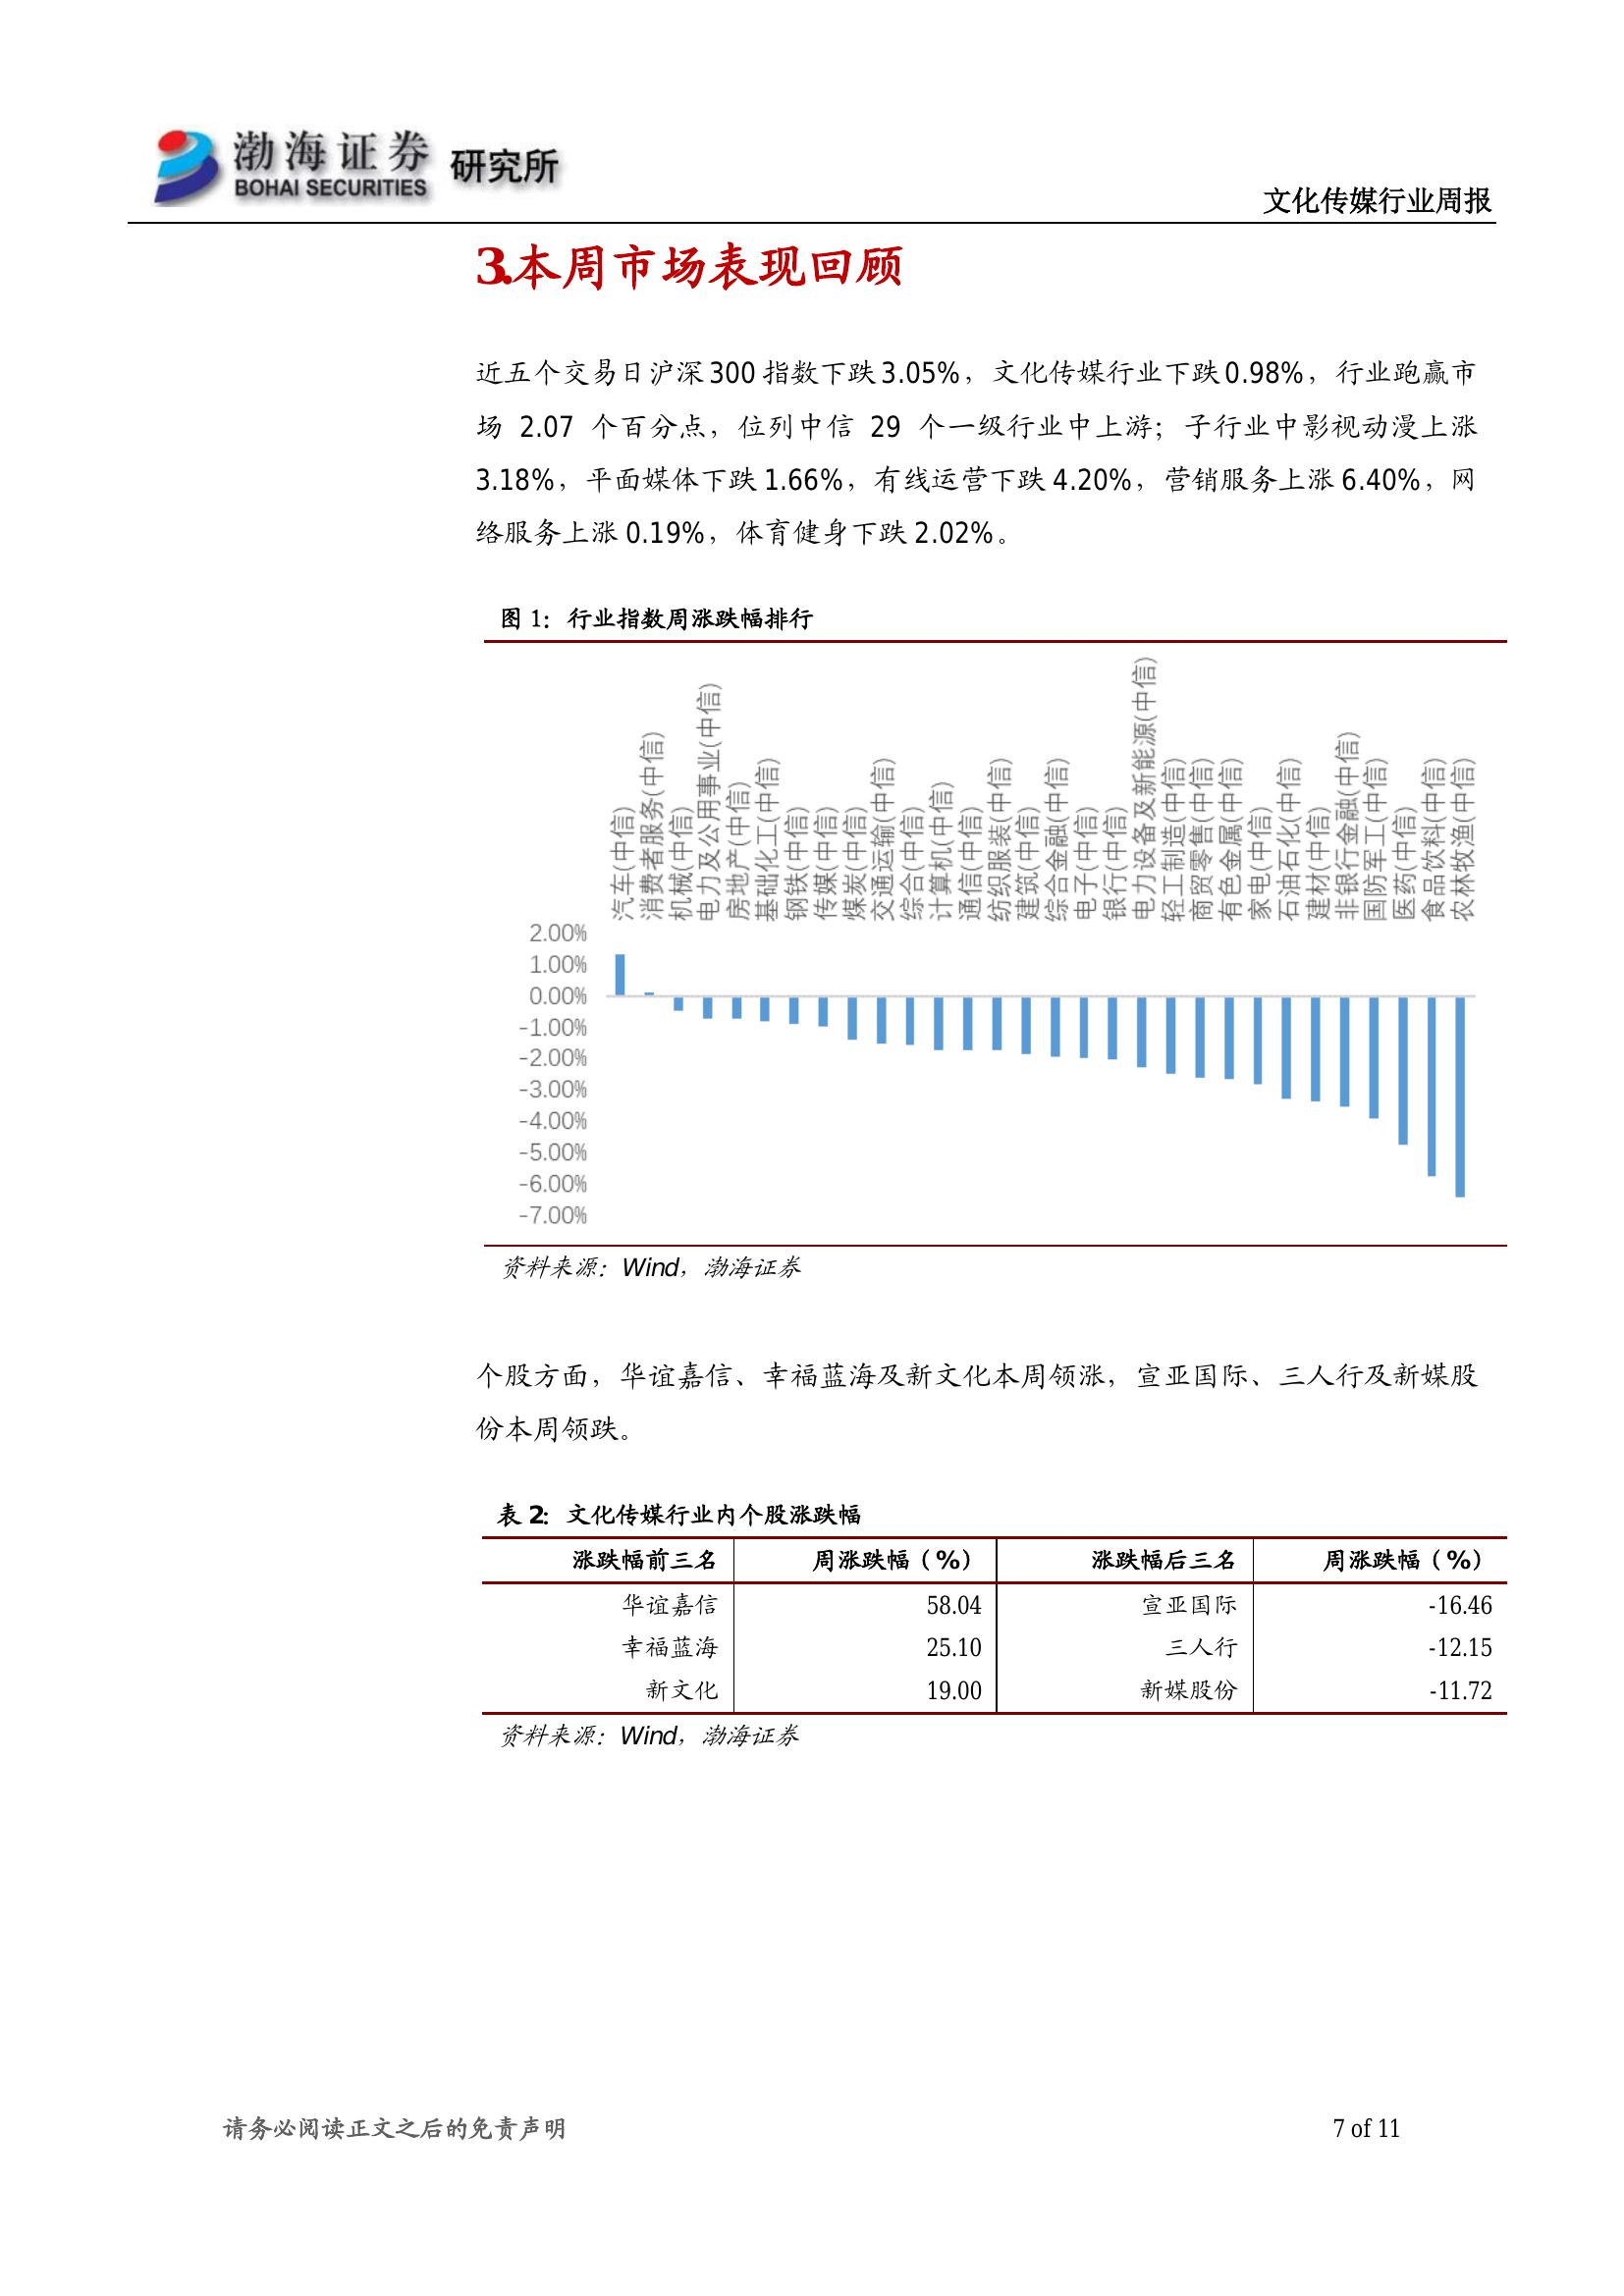 渤海证券 研究所
BOHAI SECURITIES
文化传媒行业周报
3.本周市场表现回顾
近五个交易日沪深 300 指数下跌 3.05%，文化传媒行业下跌 0.98%，行业跑赢市
场 2.07 个百分点，位列中信 29 个一级行业中上游；子行业中影视动漫上涨
3.18%，平面媒体下跌 1.66%，有线运营下跌 4.20%，营销服务上涨 6.40%，网
络服务上涨 0.19%，体育健身下跌 2.02%。
图 1：行业指数周涨跌幅排行
汽车(中信)
消费者服务(中信)
机械(中信)
电力及公用事业(中信)
房地产(中信)
基础化工(中信)
钢铁(中信)
传媒(中信)
煤炭(中信)
交通运输(中信)
综合(中信)
计算机(中信)
通信(中信)
纺织服装(中信)
建筑(中信)
综合金融(中信)
电子(中信)
银行(中信)
电力设备及新能源(中信)
轻工制造(中信)
商贸零售(中信)
有色金属(中信)
家电(中信)
石油石化(中信)
建材(中信)
非银行金融(中信)
国防军工(中信)
医药(中信)
食品饮料(中信)
农林牧渔(中信)
2.00%
1.00%
0.00%
-1.00%
-2.00%
-3.00%
-4.00%
-5.00%
-6.00%
-7.00%
资料来源：Wind，渤海证券
个股方面，华谊嘉信、幸福蓝海及新文化本周领涨，宣亚国际、三人行及新媒股
份本周领跌。
表 2：文化传媒行业内个股涨跌幅
涨跌幅前三名 周涨跌幅（%） 涨跌幅后三名 周涨跌幅（%）
华谊嘉信 58.04 宣亚国际 -16.46
幸福蓝海 25.10 三人行 -12.15
新文化 19.00 新媒股份 -11.72
资料来源：Wind，渤海证券
请务必阅读正文之后的免责声明 7 of 11